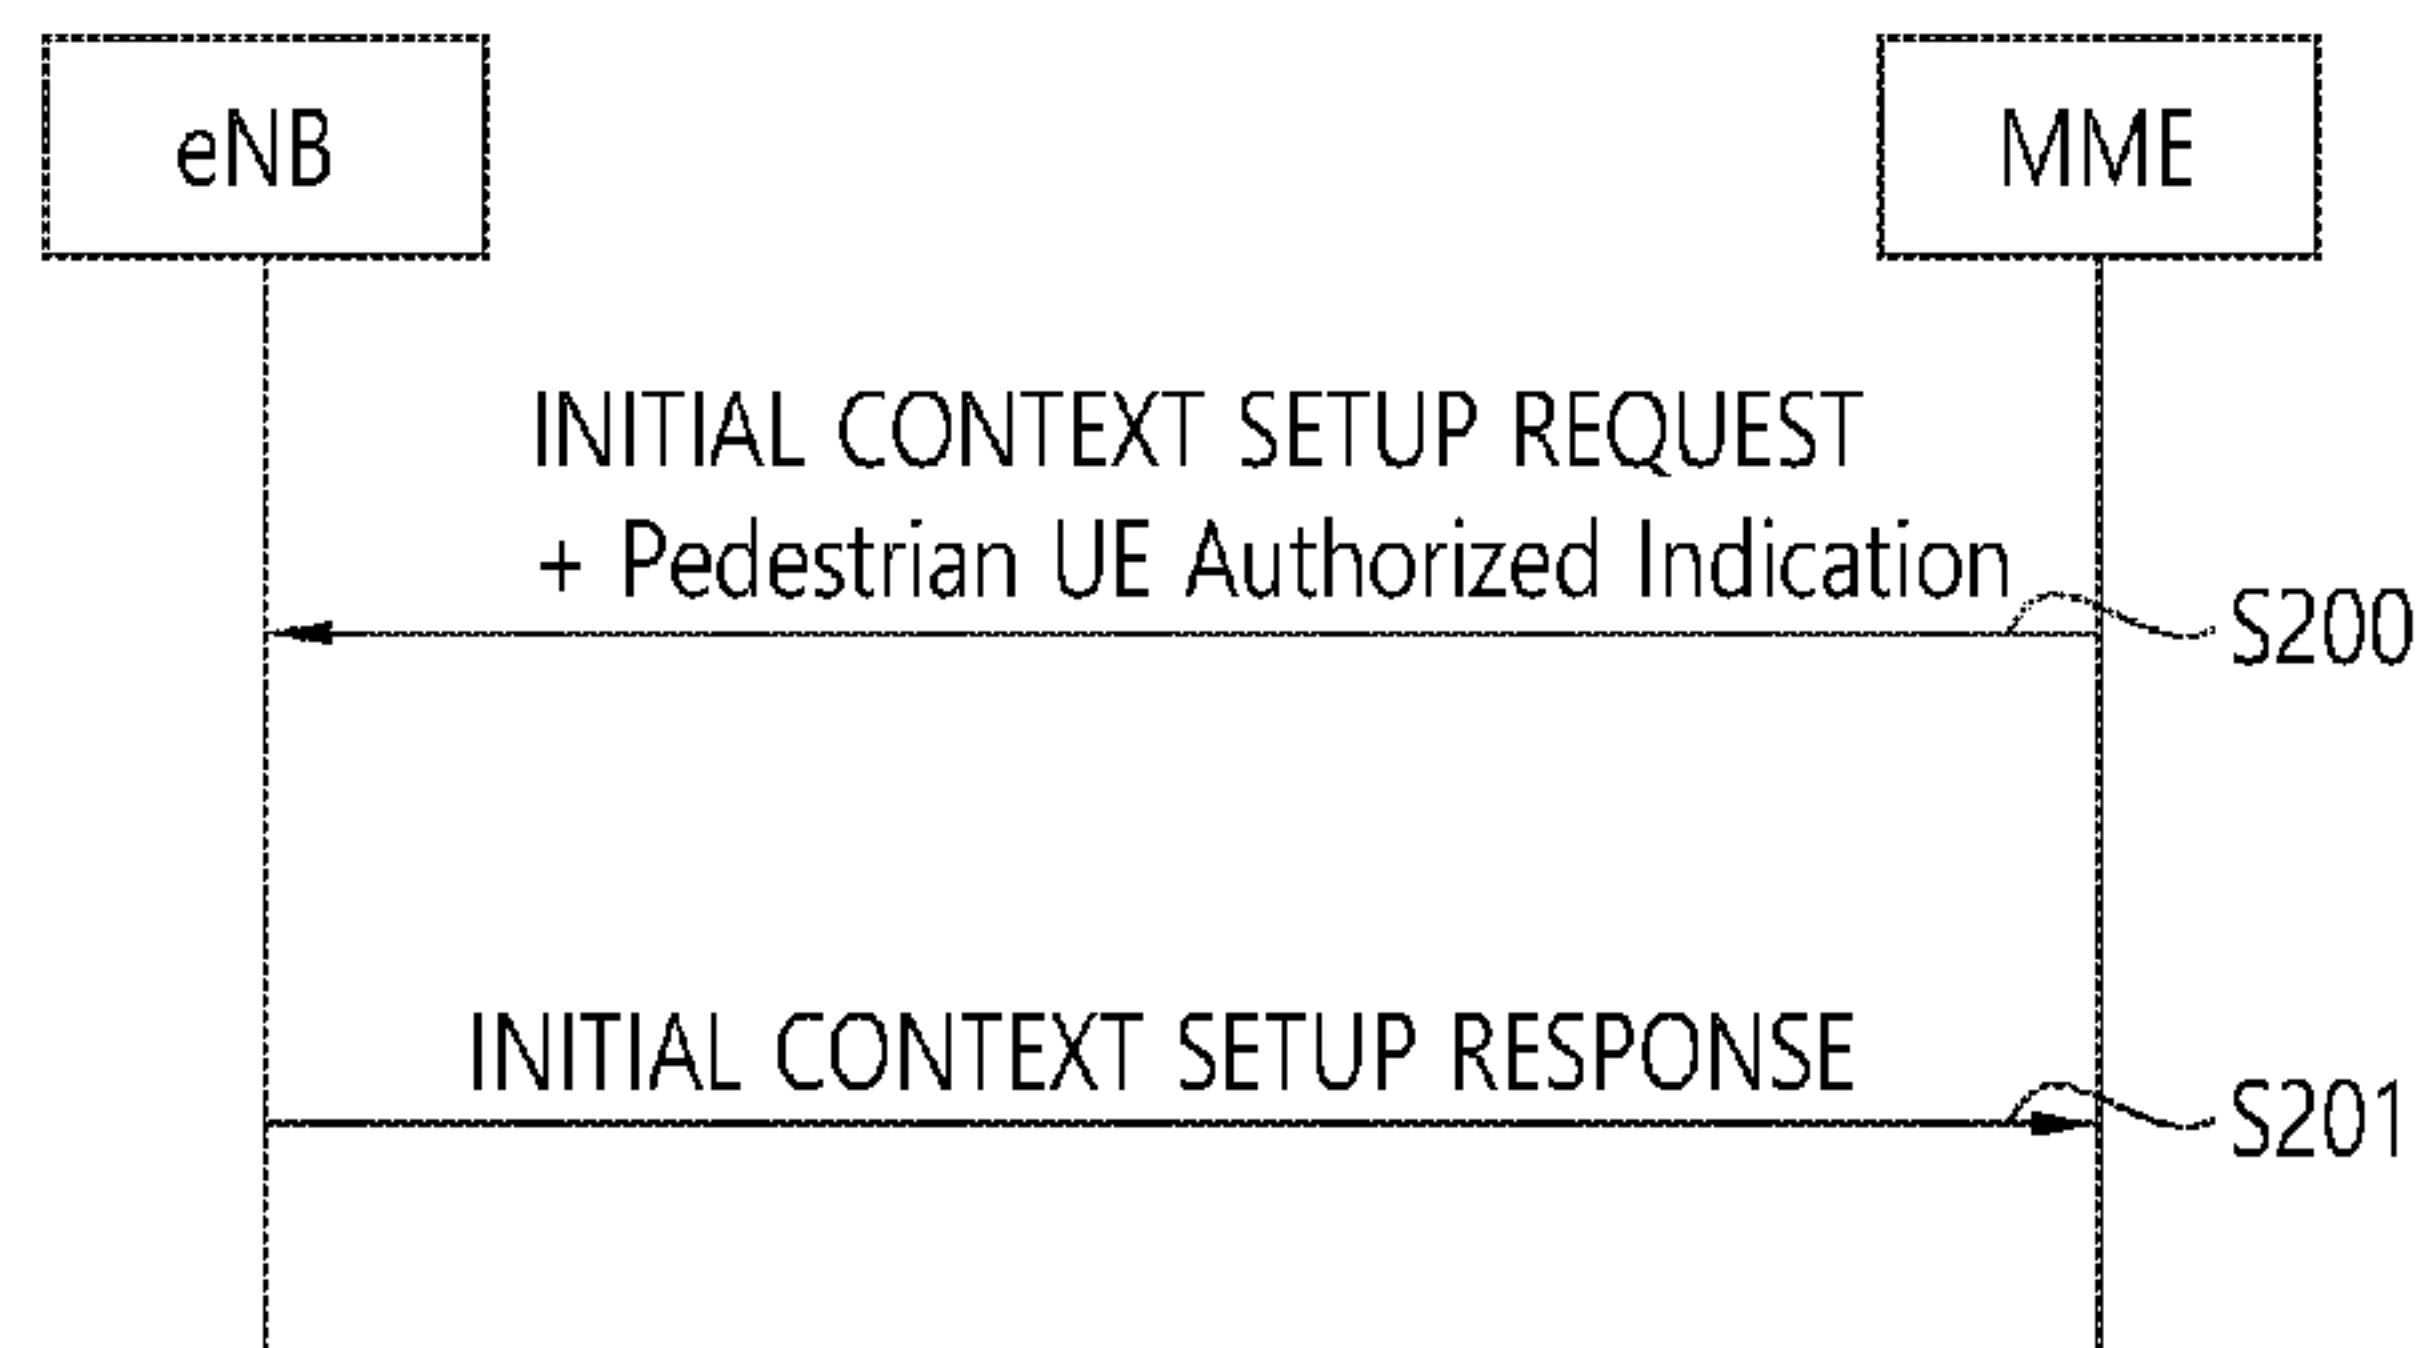 eNB
MME
INITIAL CONTEXT SETUP REQUEST
+ Pedestrian UE Authorized Indication
S200
INITIAL CONTEXT SETUP RESPONSE
S201